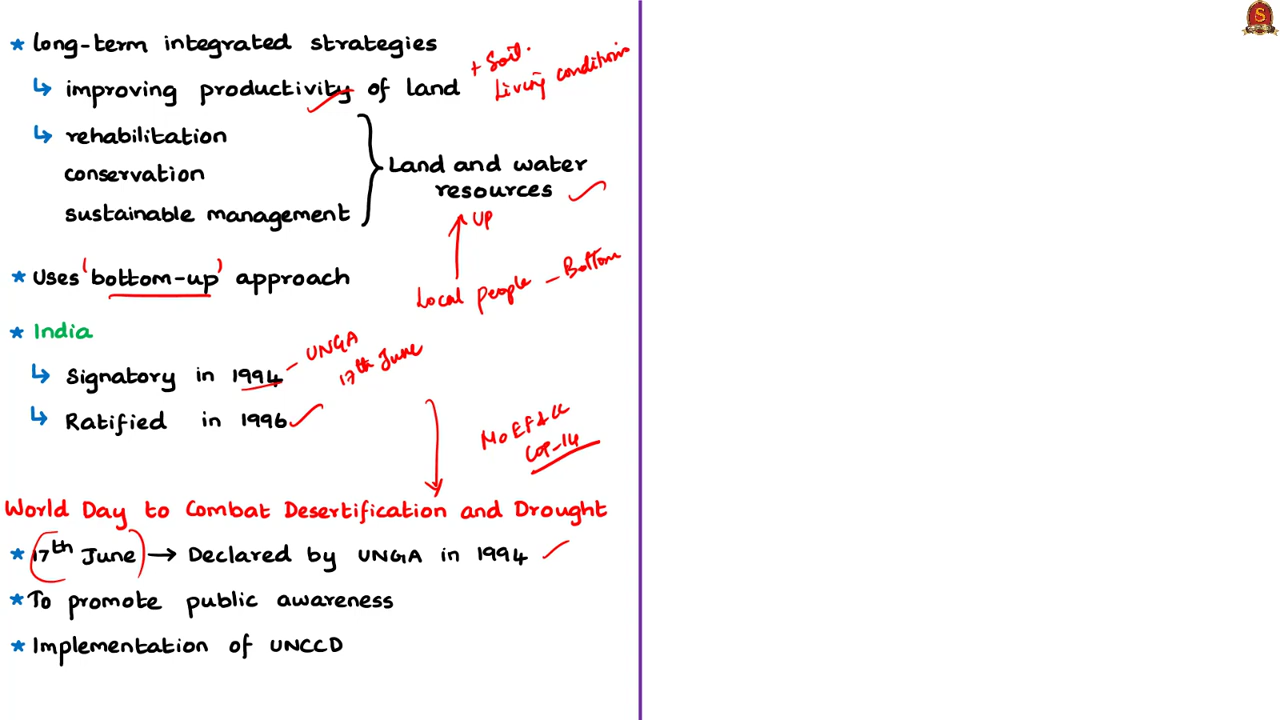 * Long-term integrated strategies
↳ improving productivity of land
+ Soil.
Living conditions
↳ rehabilitation
conservation
sustainable management
Land and water
resources
UP
Local people - Bottom
* Uses 'bottom-up' approach
* India
↳ Signatory in 1994 - UNGA
17th June
↳ Ratified in 1996
MoEF&CC
COP-14
World Day to Combat Desertification and Drought
* 17th June → Declared by UNGA in 1994
* To promote public awareness
* Implementation of UNCCD
S